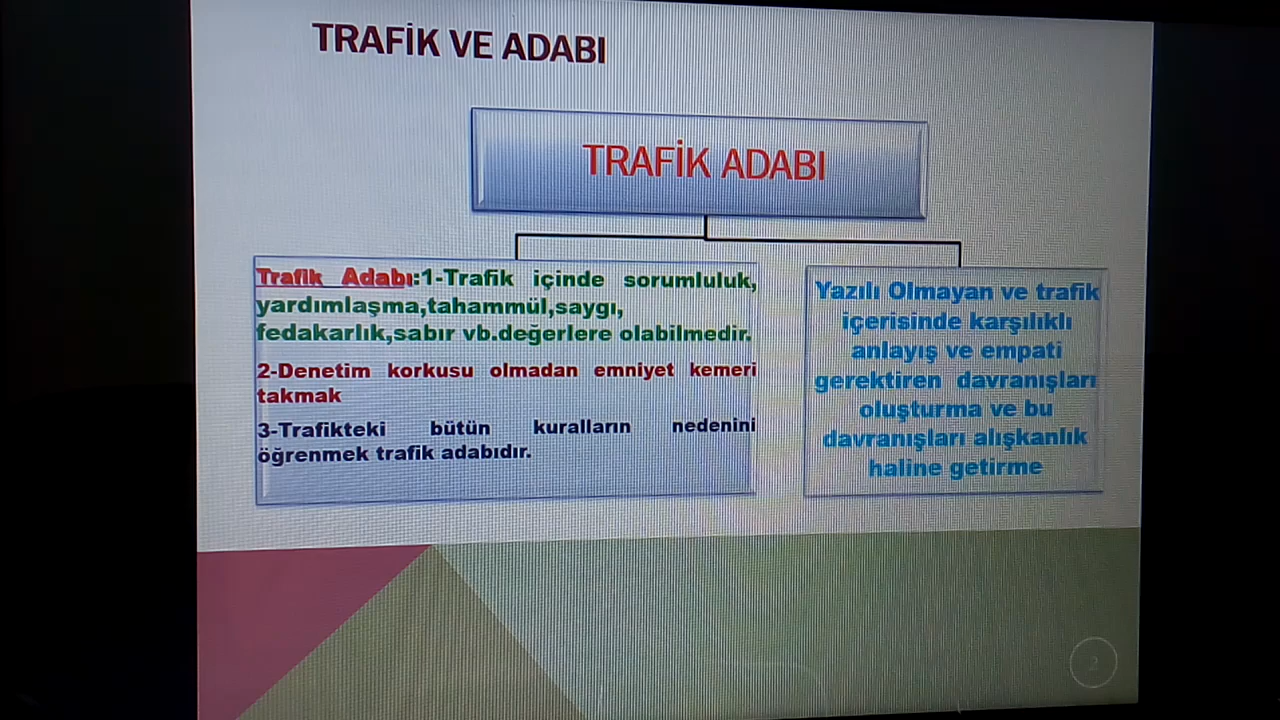 TRAFİK VE ADABI
TRAFİK ADABI
Trafik Adabı:1-Trafik içinde sorumluluk,
yardımlaşma,tahammül,saygı,
fedakarlık,sabır vb.değerlere olabilmedir.
2-Denetim korkusu olmadan emniyet kemeri
takmak
3-Trafikteki bütün kuralların nedenini
öğrenmek trafik adabıdır.
Yazılı Olmayan ve trafik
içerisinde karşılıklı
anlayış ve empati
gerektiren davranışları
oluşturma ve bu
davranışları alışkanlık
haline getirme
2